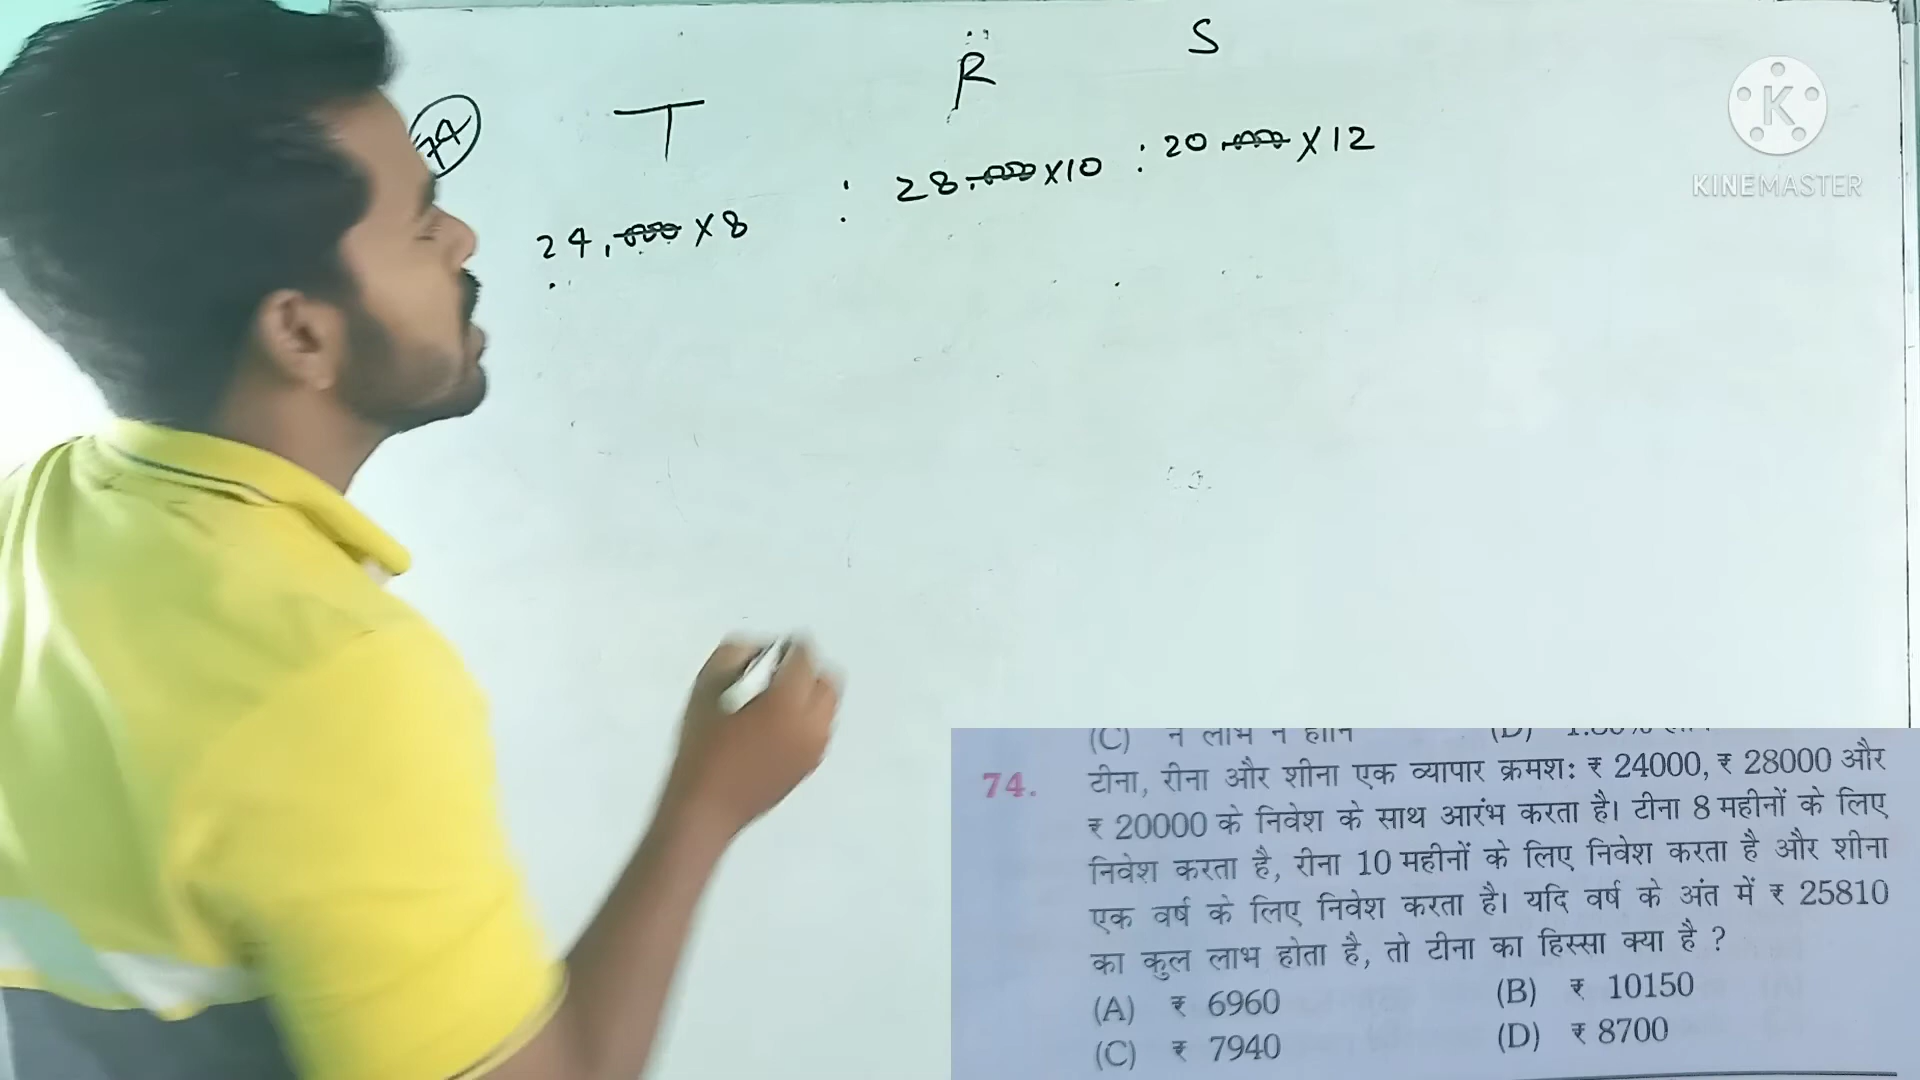 S
R
T
74
24,000 X 8 : 28,000 X 10 : 20,000 X 12
K
KINEMASTER
(C) न लाभ न हानि (D)
74. टीना, रीना और शीना एक व्यापार क्रमश: ₹ 24000, ₹ 28000 और
₹ 20000 के निवेश के साथ आरंभ करता है। टीना 8 महीनों के लिए
निवेश करता है, रीना 10 महीनों के लिए निवेश करता है और शीना
एक वर्ष के लिए निवेश करता है। यदि वर्ष के अंत में ₹ 25810
का कुल लाभ होता है, तो टीना का हिस्सा क्या है ?
(A) ₹ 6960 (B) ₹ 10150
(C) ₹ 7940 (D) ₹ 8700